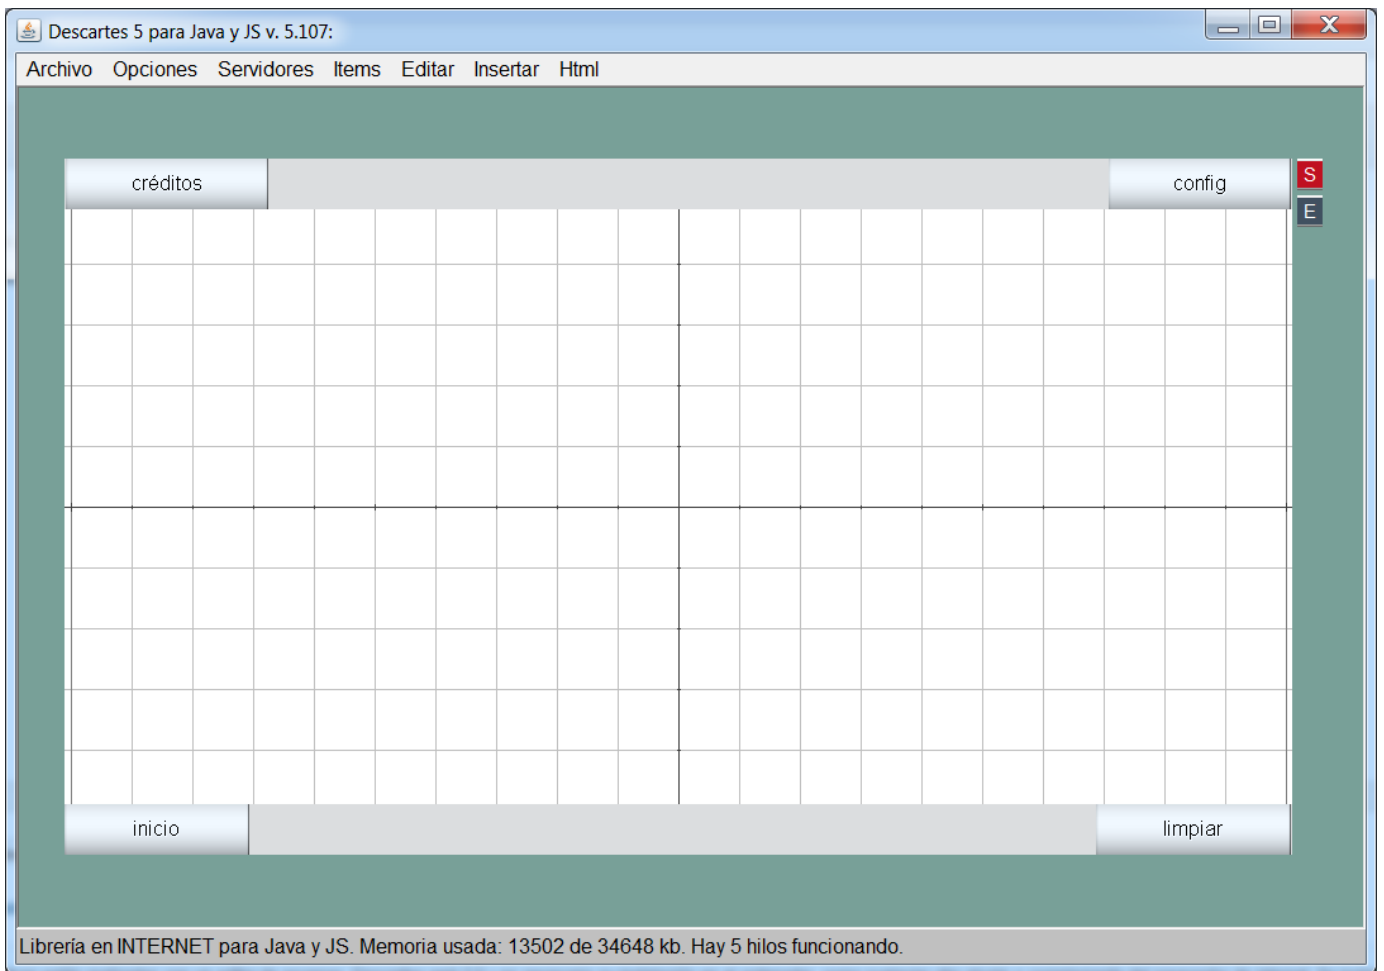 Descartes 5 para Java y JS v. 5.107:
Archivo Opciones Servidores Items Editar Insertar Html
créditos config S
E
inicio limpiar
Librería en INTERNET para Java y JS. Memoria usada: 13502 de 34648 kb. Hay 5 hilos funcionando.